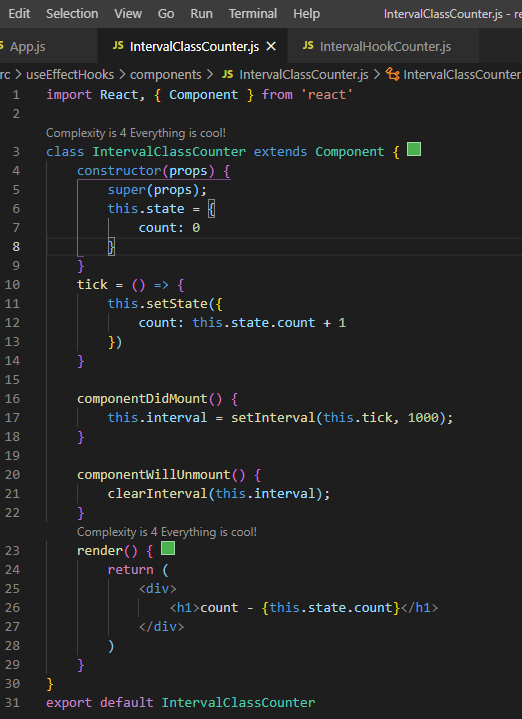 Edit Selection View Go Run Terminal Help IntervalClassCounter.js - re
App.js JS IntervalClassCounter.js × JS IntervalHookCounter.js
rc > useEffectHooks > components > JS IntervalClassCounter.js > IntervalClassCounter
1 import React, { Component } from 'react'
2
Complexity is 4 Everything is cool!
3 class IntervalClassCounter extends Component {
4     constructor(props) {
5         super(props);
6         this.state = {
7             count: 0
8         }
9     }
10     tick = () => {
11         this.setState({
12             count: this.state.count + 1
13         })
14     }
15
16     componentDidMount() {
17         this.interval = setInterval(this.tick, 1000);
18     }
19
20     componentWillUnmount() {
21         clearInterval(this.interval);
22     }
Complexity is 4 Everything is cool!
23     render() {
24         return (
25             <div>
26                 <h1>count - {this.state.count}</h1>
27             </div>
28         )
29     }
30 }
31 export default IntervalClassCounter